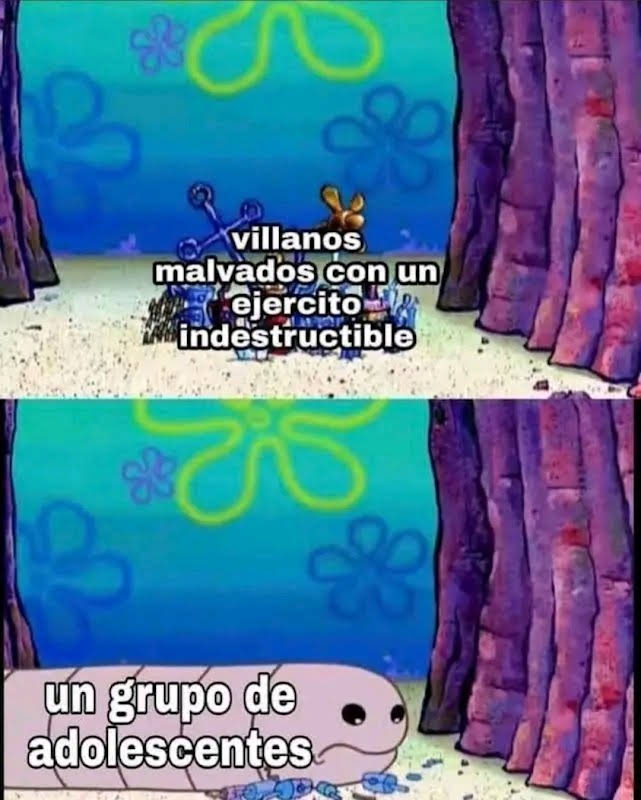 villanos
malvados con un
ejercito
indestructible
un grupo de
adolescentes